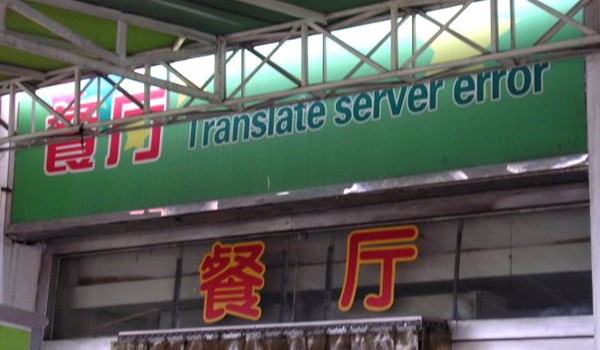 餐厅 Translate server error
餐厅